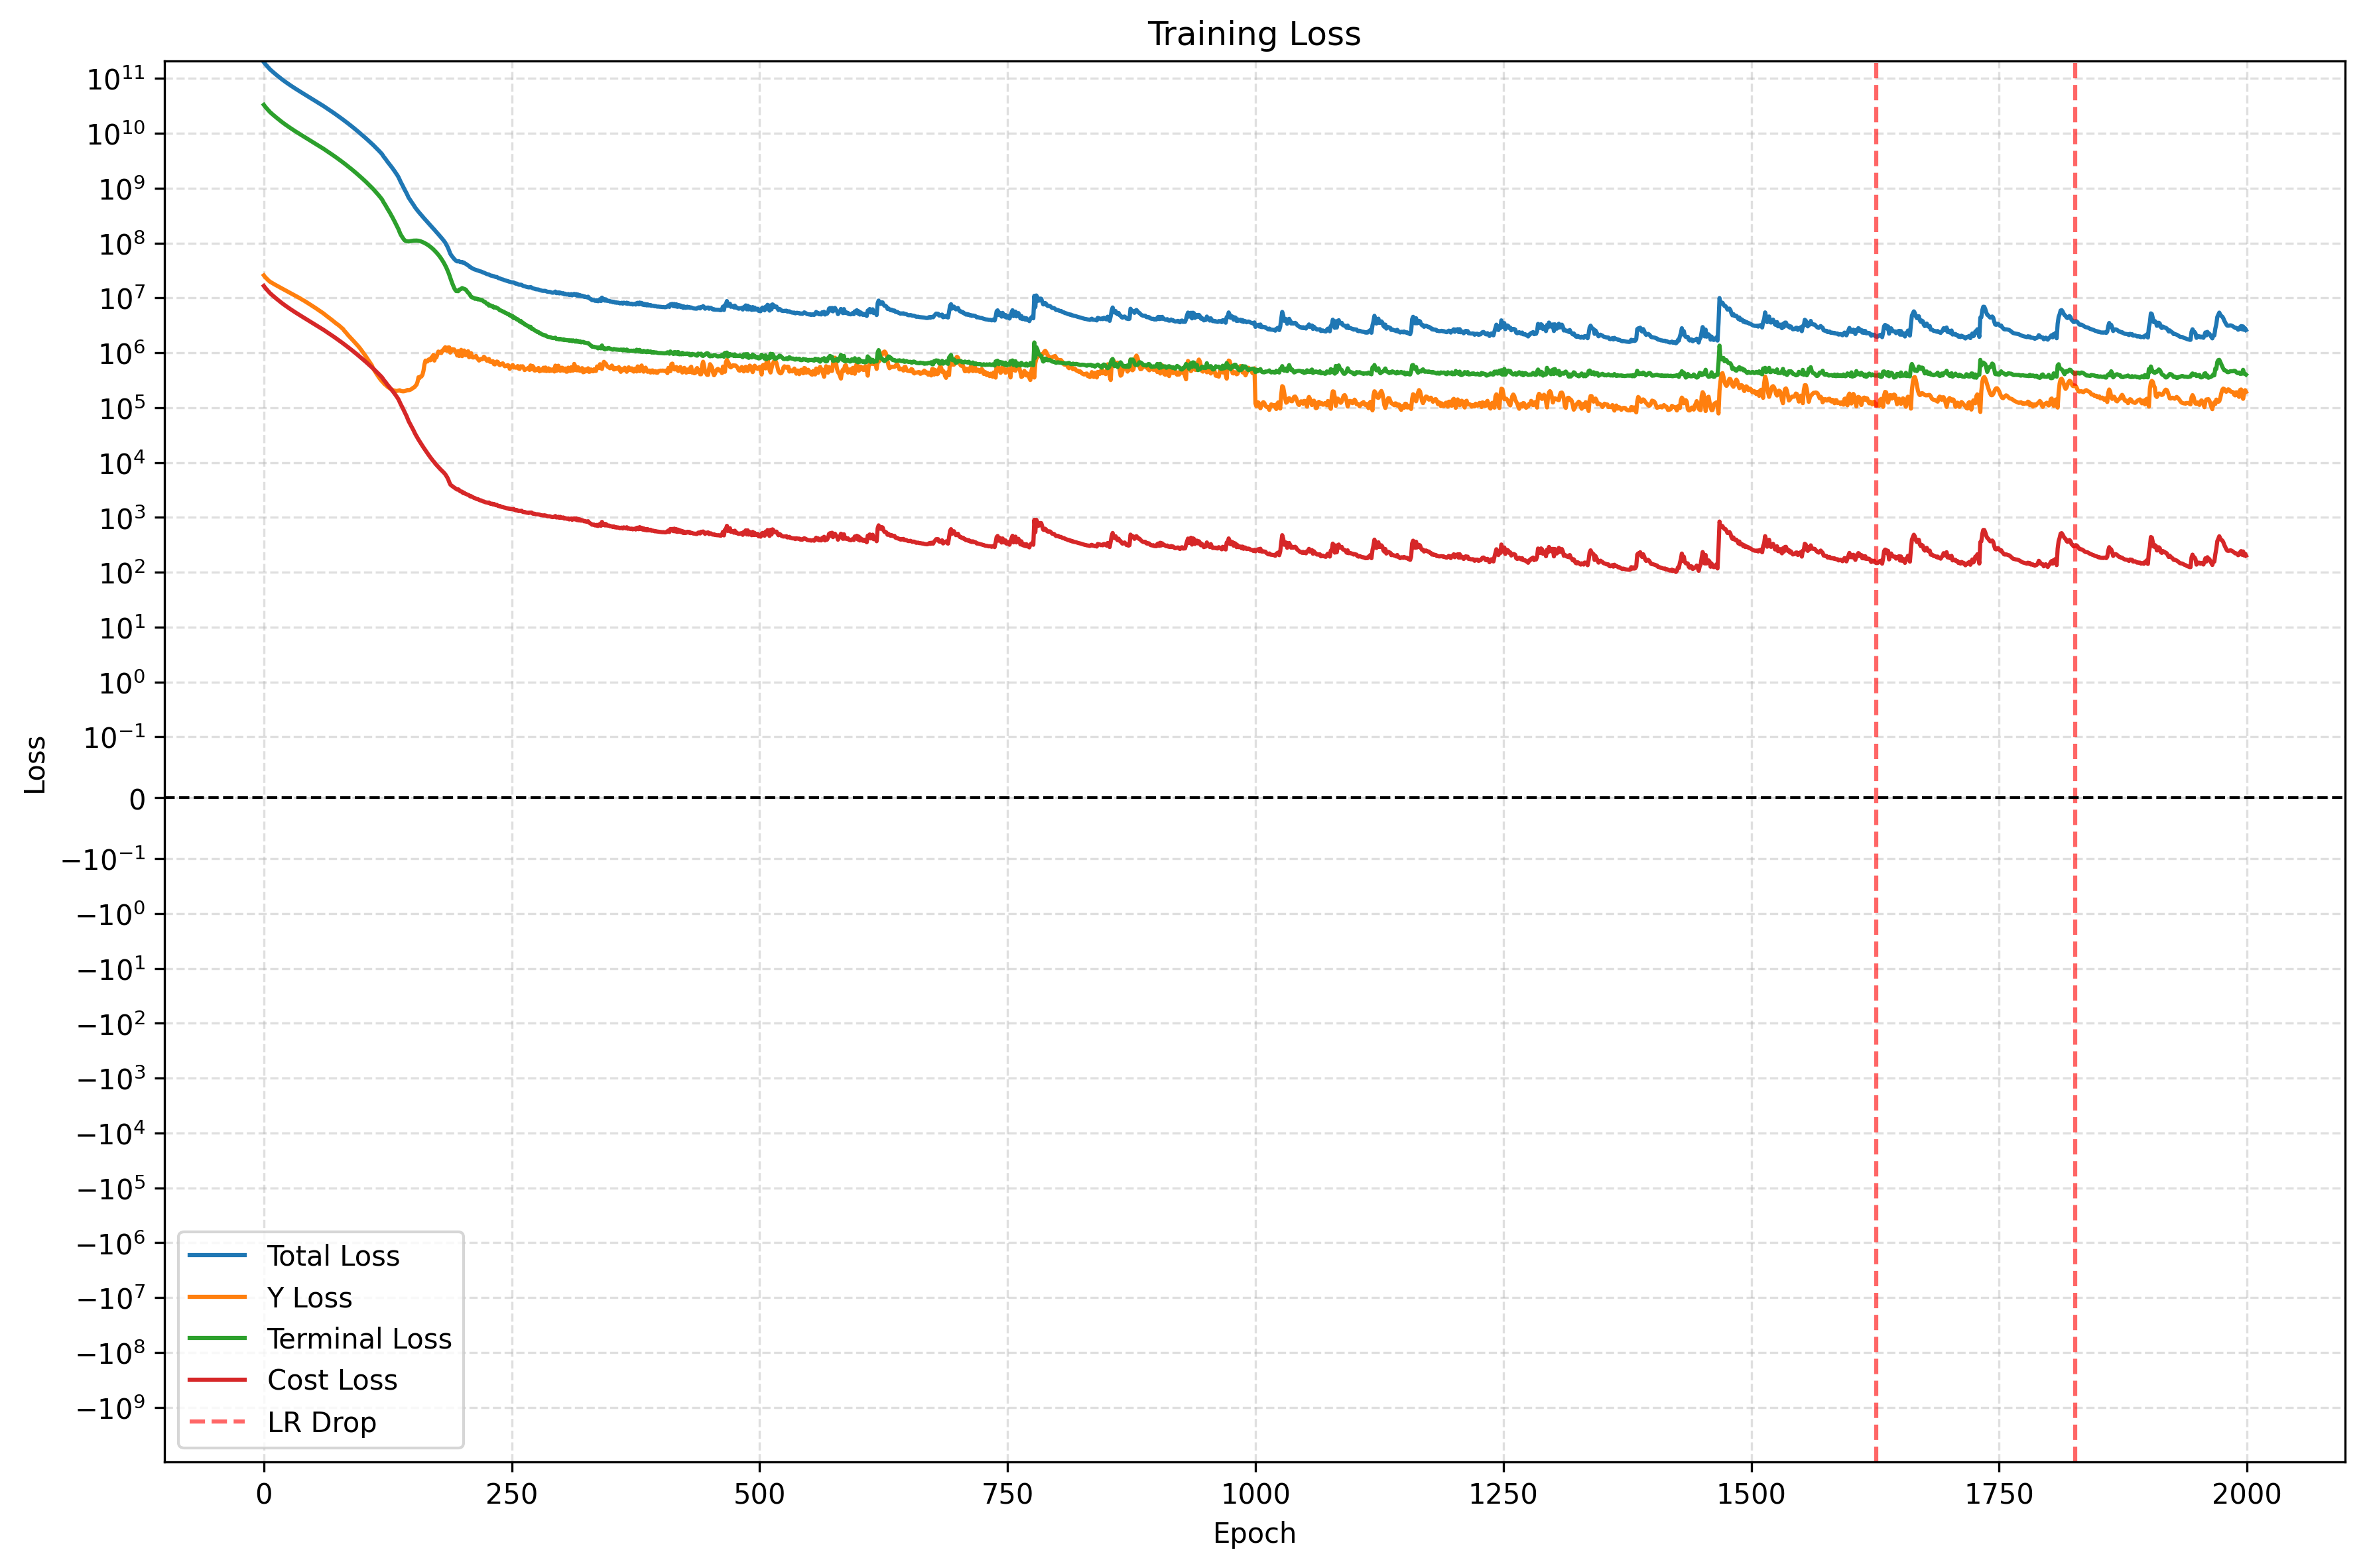 Training Loss
10¹¹
10¹⁰
10⁹
10⁸
10⁷
10⁶
10⁵
10⁴
10³
10²
10¹
10⁰
10⁻¹
0
−10⁻¹
−10⁰
−10¹
−10²
−10³
−10⁴
−10⁵
−10⁶
−10⁷
−10⁸
−10⁹
Loss
Total Loss
Y Loss
Terminal Loss
Cost Loss
LR Drop
0 250 500 750 1000 1250 1500 1750 2000
Epoch